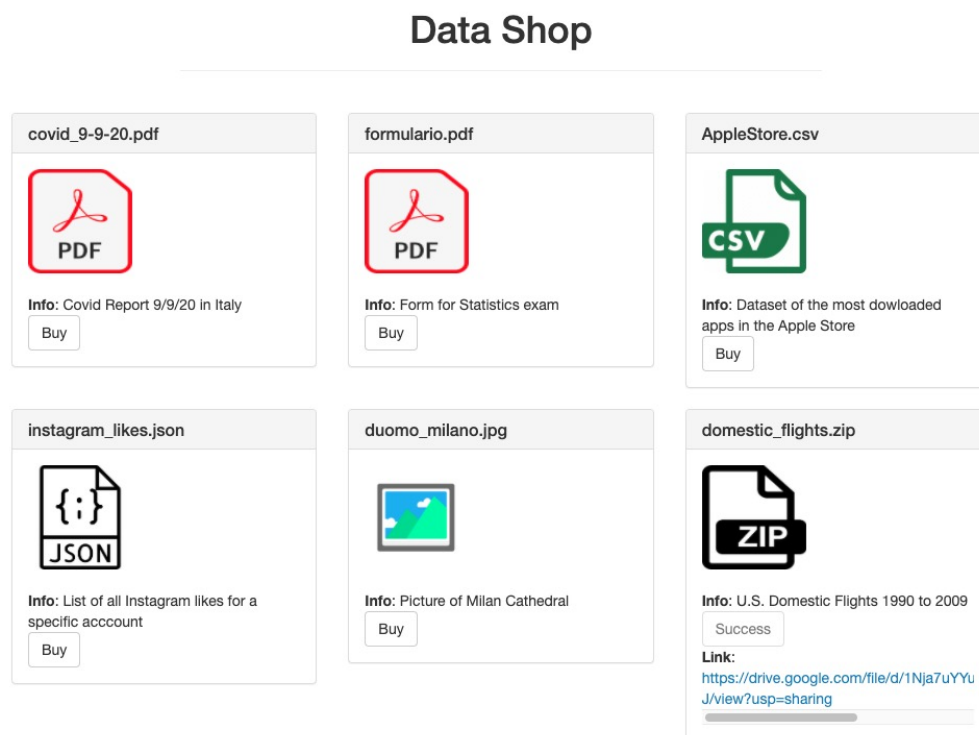 Data Shop
covid_9-9-20.pdf
PDF
Info: Covid Report 9/9/20 in Italy
Buy
formulario.pdf
PDF
Info: Form for Statistics exam
Buy
AppleStore.csv
CSV
Info: Dataset of the most dowloaded
apps in the Apple Store
Buy
instagram_likes.json
{;}
JSON
Info: List of all Instagram likes for a
specific acccount
Buy
duomo_milano.jpg
Info: Picture of Milan Cathedral
Buy
domestic_flights.zip
ZIP
Info: U.S. Domestic Flights 1990 to 2009
Success
Link:
https://drive.google.com/file/d/1Nja7uYYu
J/view?usp=sharing